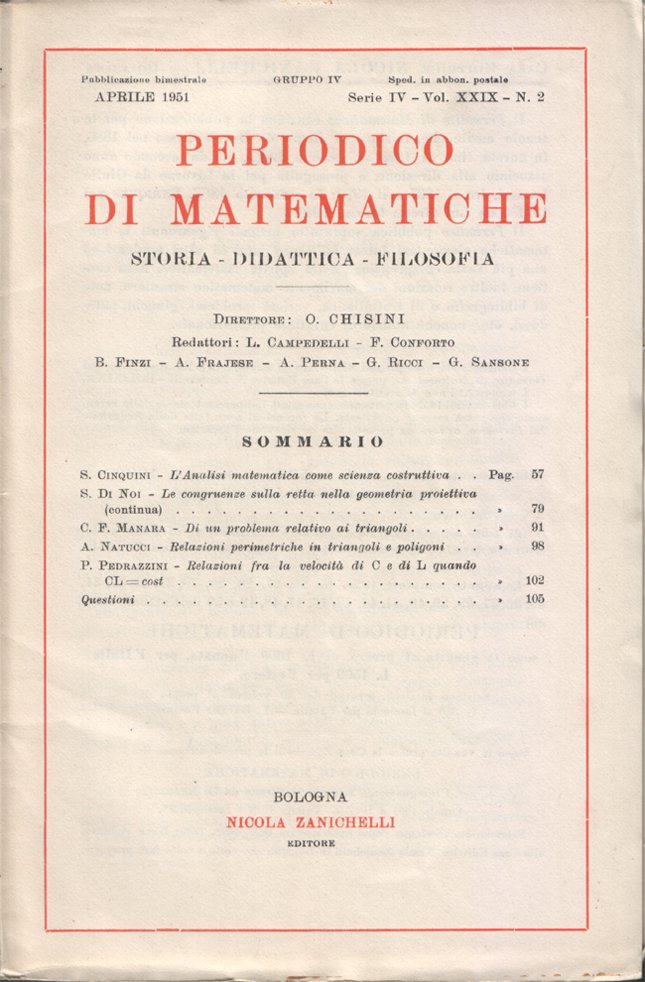 Pubblicazione bimestrale GRUPPO IV Sped. in abbon. postale
APRILE 1951 Serie IV - Vol. XXIX - N. 2
PERIODICO
DI MATEMATICHE
STORIA - DIDATTICA - FILOSOFIA
DIRETTORE: O. CHISINI
Redattori: L. CAMPEDELLI - F. CONFORTO
B. FINZI - A. FRAJESE - A. PERNA - G. RICCI - G. SANSONE
SOMMARIO
S. CINQUINI - L'Analisi matematica come scienza costruttiva . . Pag. 57
S. DI NOI - Le congruenze sulla retta nella geometria proiettiva
(continua) . . . . . . . . . . . . . . . . . . . . » 79
C. F. MANARA - Di un problema relativo ai triangoli . . . . . » 91
A. NATUCCI - Relazioni perimetriche in triangoli e poligoni . . » 98
P. PEDRAZZINI - Relazioni fra la velocità di C e di L quando
CL = cost . . . . . . . . . . . . . . . . . . . . » 102
Questioni . . . . . . . . . . . . . . . . . . . . . . » 105
BOLOGNA
NICOLA ZANICHELLI
EDITORE